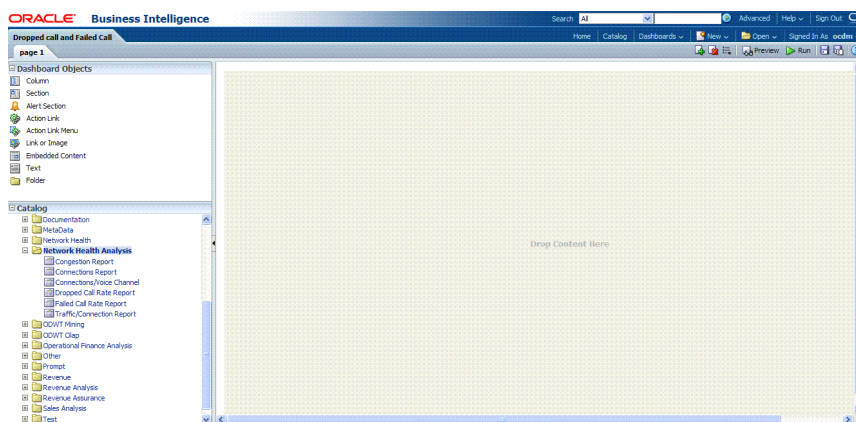 ORACLE Business Intelligence
Search All Advanced Help Sign Out
Dropped call and Failed Call
Home Catalog Dashboards New Open Signed In As ocdm
page 1
Preview Run
Dashboard Objects
Column
Section
Alert Section
Action Link
Action Link Menu
Link or Image
Embedded Content
Text
Folder
Drop Content Here
Catalog
Documentation
MetaData
Network Health
Network Health Analysis
Congestion Report
Connections Report
Connections/Voice Channel
Dropped Call Rate Report
Failed Call Rate Report
Traffic/Connection Report
ODWT Mining
ODWT Olap
Operational Finance Analysis
Other
Prompt
Revenue
Revenue Analysis
Revenue Assurance
Sales Analysis
Test